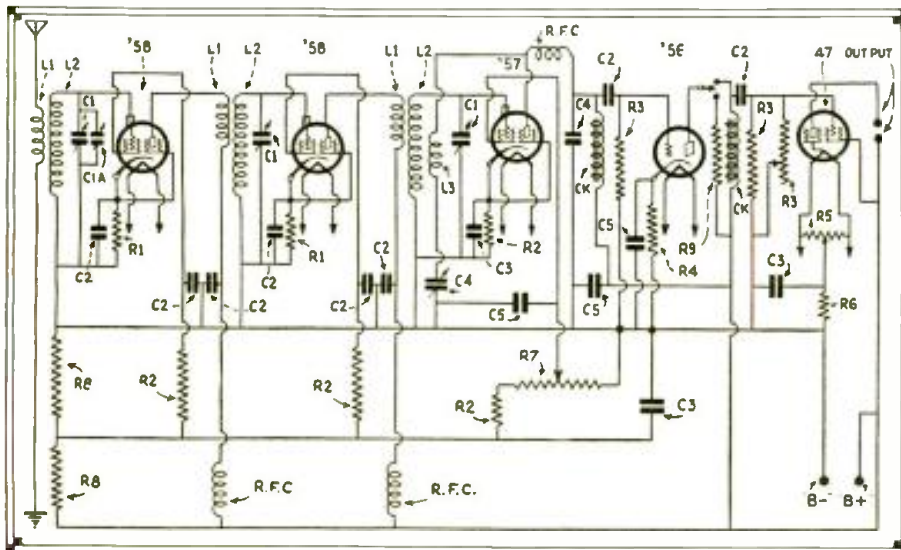 R.F.C
L1 L2 '58 L1 L2 '58 L1 L2 '57 C2 '56 C2 47 OUTPUT
C1 C1 C1 C4 R3 R3
C1A L3 CK CK R3
C2 R1 C2 R1 C3 R2 C5 R9 R5
R4
C2 C2 C2 C4 C5 C5 C3 R6
R8 R2 R2 R7
R2 C3
R8 R.F.C R.F.C. B- B+